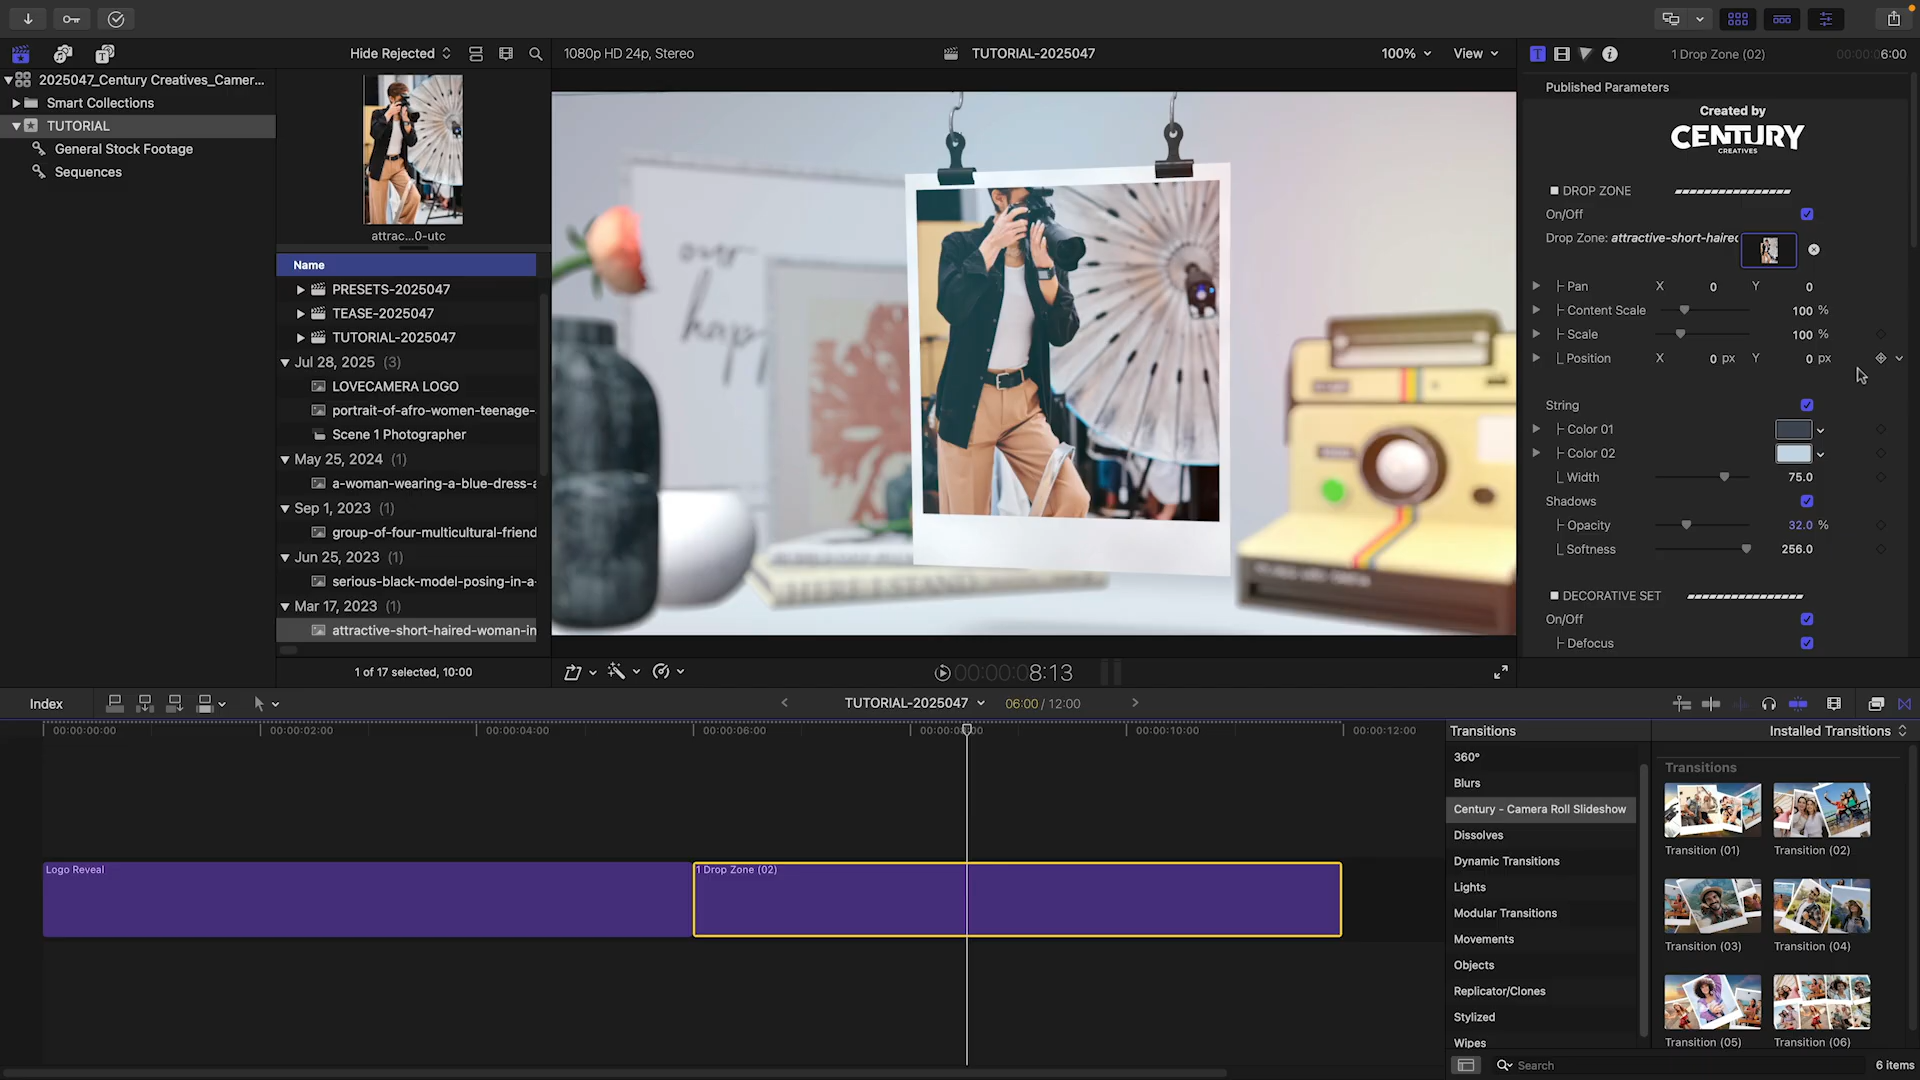 Hide Rejected
1080p HD 24p, Stereo
TUTORIAL-2025047
100%
View
1 Drop Zone (02)
00:00:06:00
2025047_Century Creatives_Camer...
Smart Collections
TUTORIAL
General Stock Footage
Sequences
attrac...0-utc
Name
PRESETS-2025047
TEASE-2025047
TUTORIAL-2025047
Jul 28, 2025 (3)
LOVECAMERA LOGO
portrait-of-afro-women-teenage-
Scene 1 Photographer
May 25, 2024 (1)
a-woman-wearing-a-blue-dress-a
Sep 1, 2023 (1)
group-of-four-multicultural-friend
Jun 25, 2023 (1)
serious-black-model-posing-in-a-
Mar 17, 2023 (1)
attractive-short-haired-woman-in
1 of 17 selected, 10:00
over
happy
00:00:08:13
Published Parameters
Created by
CENTURY
CREATIVES
DROP ZONE
On/Off
Drop Zone: attractive-short-haired
Pan X 0 Y 0
Content Scale 100 %
Scale 100 %
Position X 0 px Y 0 px
String
Color 01
Color 02
Width 75.0
Shadows
Opacity 32.0 %
Softness 256.0
DECORATIVE SET
On/Off
Defocus
Index
TUTORIAL-2025047
06:00 / 12:00
00:00:00:00
00:00:02:00
00:00:04:00
00:00:06:00
00:00:08:00
00:00:10:00
00:00:12:00
Logo Reveal
1 Drop Zone (02)
Transitions
Installed Transitions
360°
Blurs
Century - Camera Roll Slideshow
Dissolves
Dynamic Transitions
Lights
Modular Transitions
Movements
Objects
Replicator/Clones
Stylized
Wipes
Transitions
Transition (01)
Transition (02)
Transition (03)
Transition (04)
Transition (05)
Transition (06)
Search
6 items